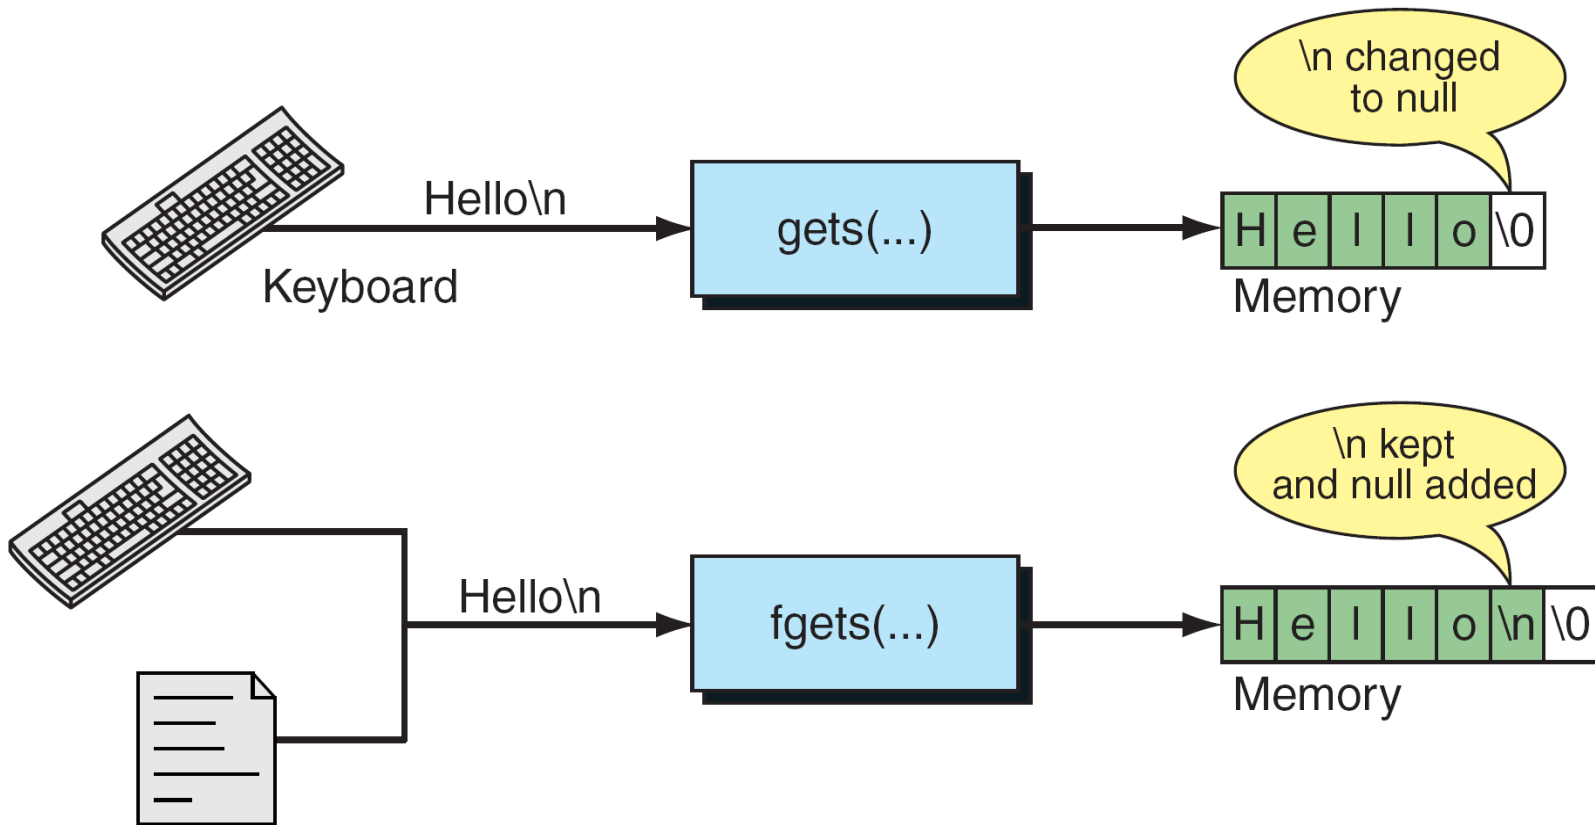 \n changed
to null
Hello\n
gets(...)
H e l l o \0
Keyboard
Memory
\n kept
and null added
Hello\n
fgets(...)
H e l l o \n \0
Memory